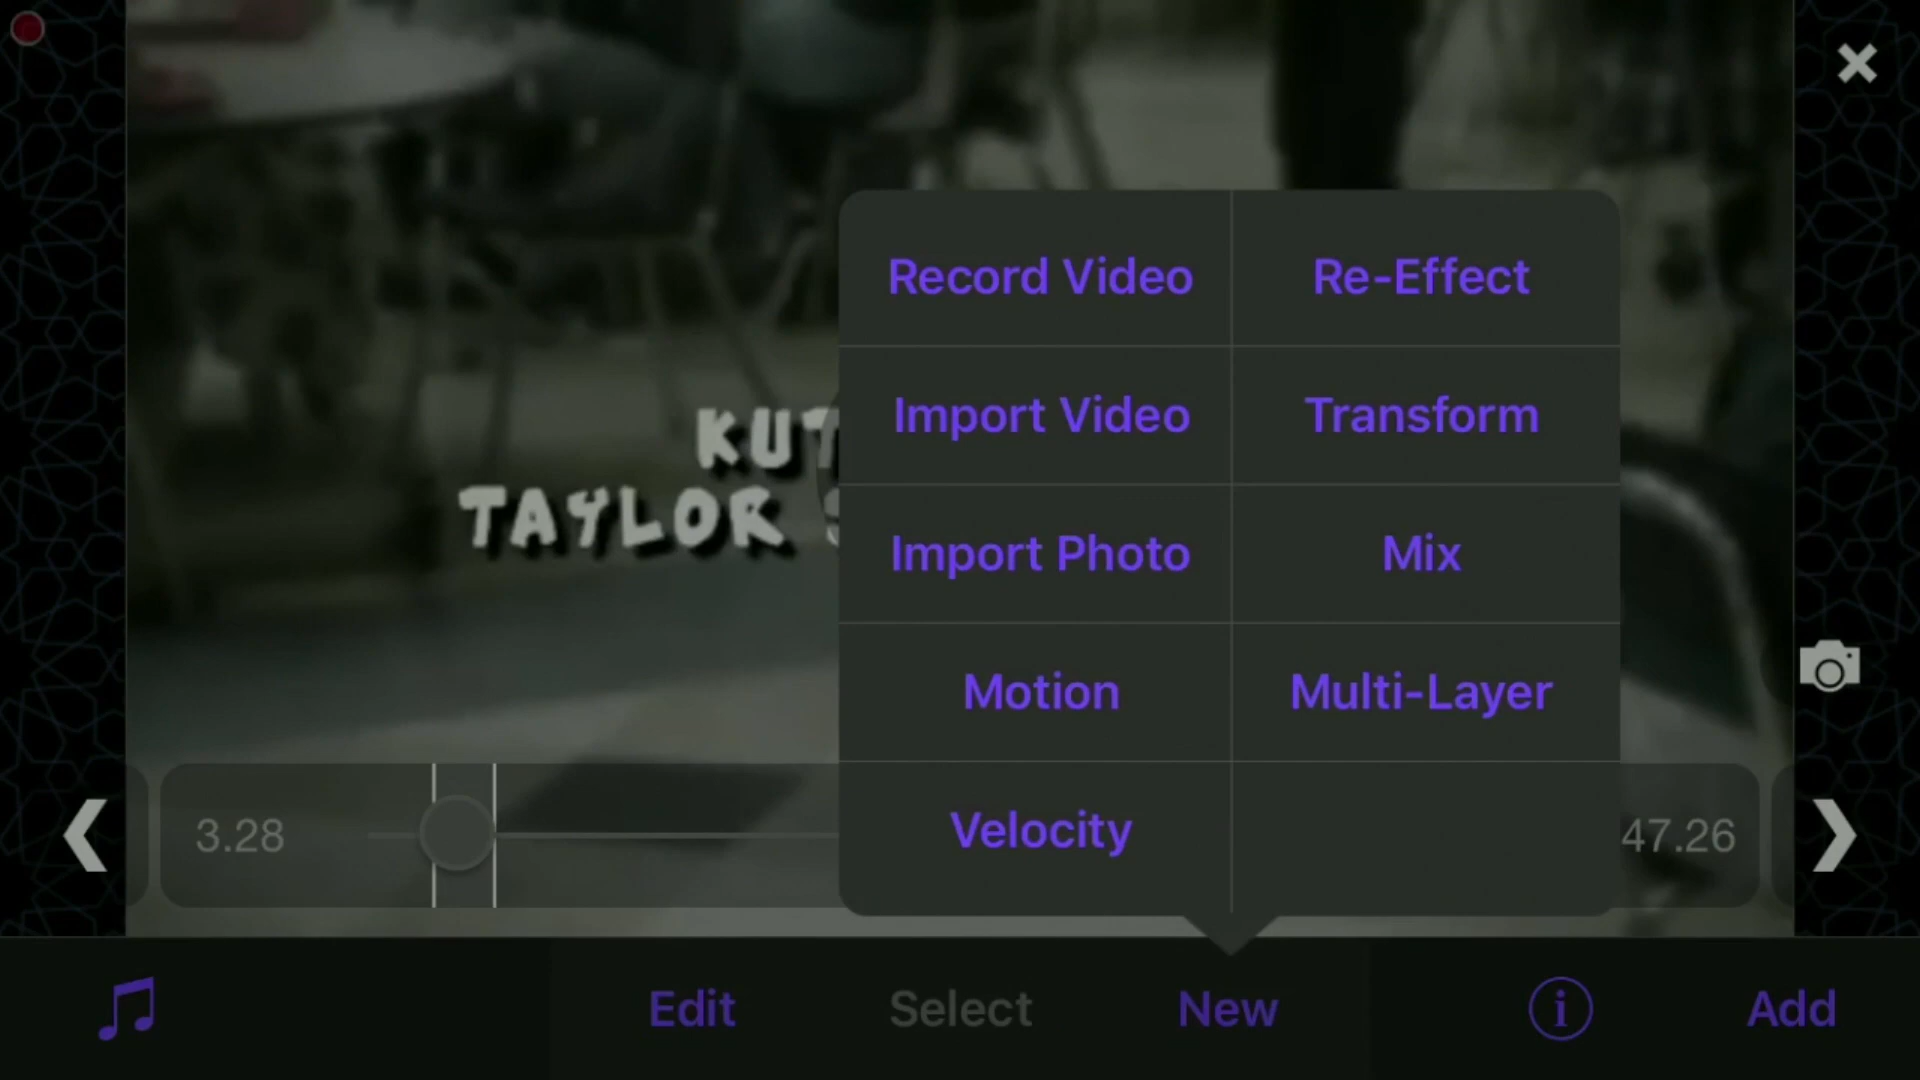 Record Video Re-Effect
Import Video Transform
KUT
TAYLOR
Import Photo Mix
Motion Multi-Layer
3.28 Velocity 47.26
Edit Select New i Add